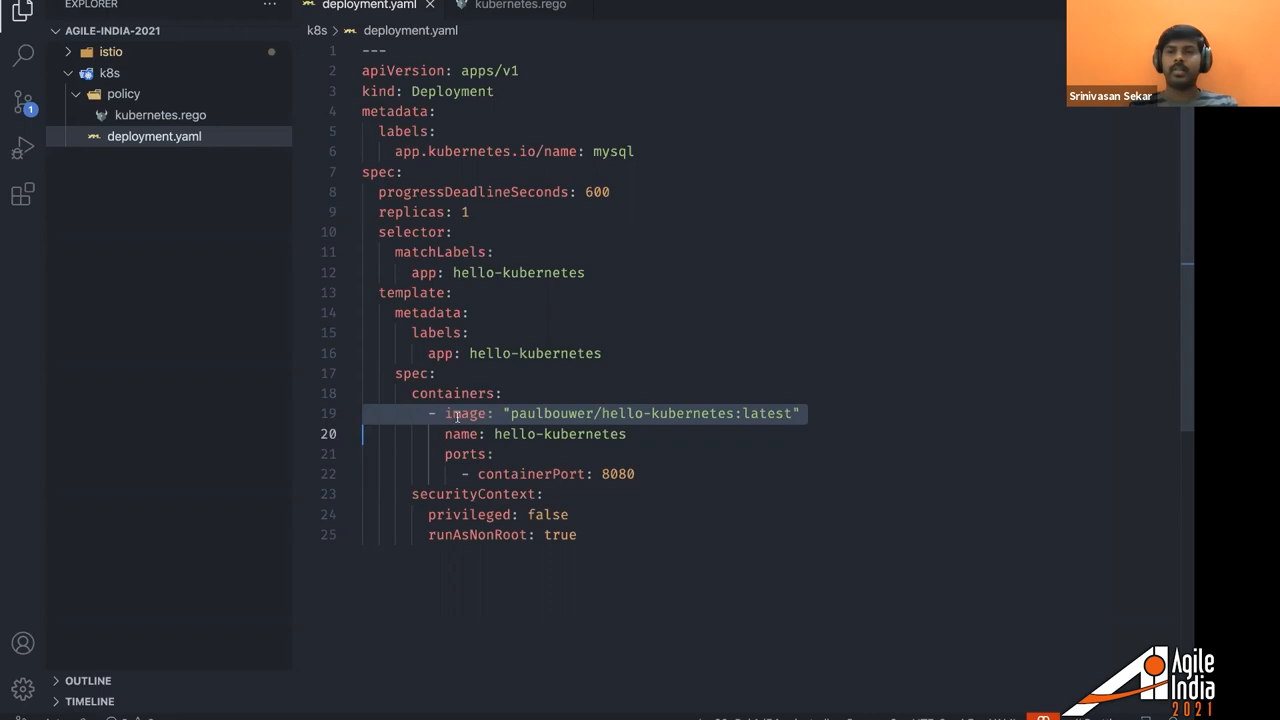 EXPLORER
AGILE-INDIA-2021
istio
k8s
policy
kubernetes.rego
deployment.yaml
OUTLINE
TIMELINE
1
deployment.yaml
kubernetes.rego
k8s > deployment.yaml
1 ---
2 apiVersion: apps/v1
3 kind: Deployment
4 metadata:
5 labels:
6 app.kubernetes.io/name: mysql
7 spec:
8 progressDeadlineSeconds: 600
9 replicas: 1
10 selector:
11 matchLabels:
12 app: hello-kubernetes
13 template:
14 metadata:
15 labels:
16 app: hello-kubernetes
17 spec:
18 containers:
19 - image: "paulbouwer/hello-kubernetes:latest"
20 name: hello-kubernetes
21 ports:
22 - containerPort: 8080
23 securityContext:
24 privileged: false
25 runAsNonRoot: true
Srinivasan Sekar
Agile
India
2021